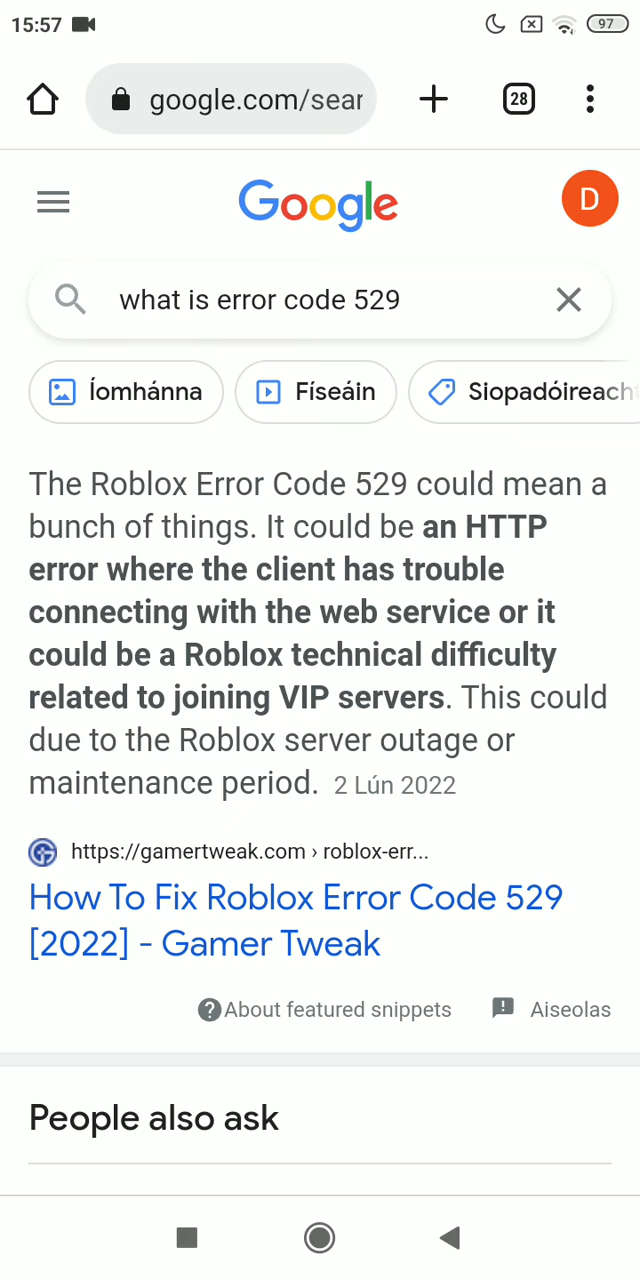 15:57
97
google.com/sear
28
Google
D
what is error code 529
Íomhánna
Físeáin
Siopadóireacht
The Roblox Error Code 529 could mean a
bunch of things. It could be an HTTP
error where the client has trouble
connecting with the web service or it
could be a Roblox technical difficulty
related to joining VIP servers. This could
due to the Roblox server outage or
maintenance period. 2 Lún 2022
https://gamertweak.com › roblox-err...
How To Fix Roblox Error Code 529
[2022] - Gamer Tweak
About featured snippets
Aiseolas
People also ask